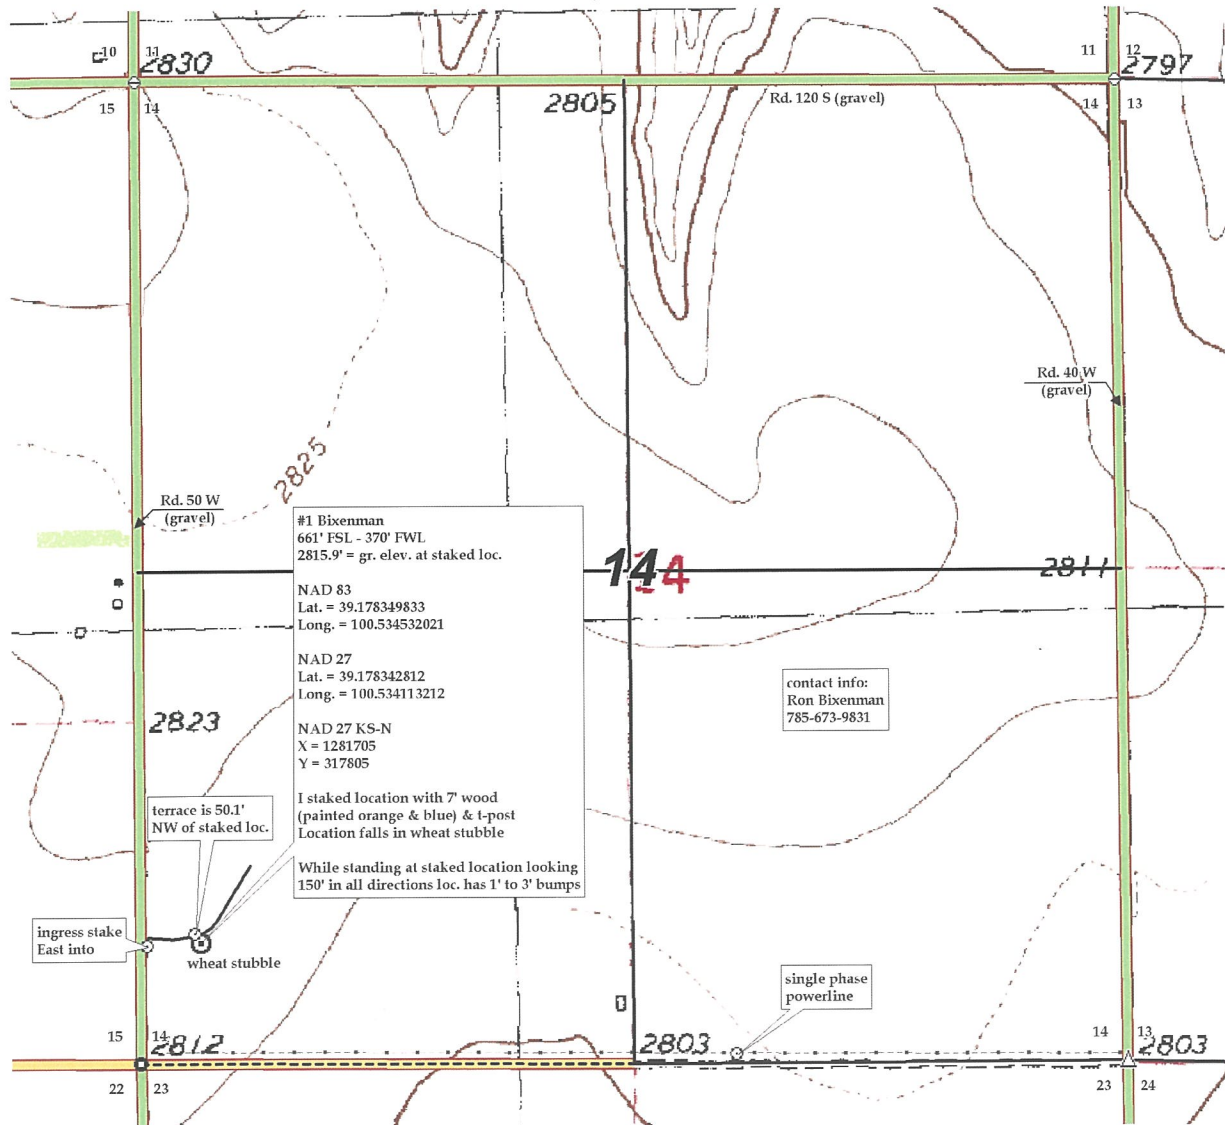 10 11
2830
11 12
2797
15 14
2805
Rd. 120 S (gravel)
14 13
Rd. 40 W
(gravel)
2825
Rd. 50 W
(gravel)
#1 Bixenman
661' FSL - 370' FWL
2815.9' = gr. elev. at staked loc.
NAD 83
Lat. = 39.178349833
Long. = 100.534532021
NAD 27
Lat. = 39.178342812
Long. = 100.534113212
NAD 27 KS-N
X = 1281705
Y = 317805
I staked location with 7' wood
(painted orange & blue) & t-post
Location falls in wheat stubble
While standing at staked location looking
150' in all directions loc. has 1' to 3' bumps
14 4
2811
contact info:
Ron Bixenman
785-673-9831
2823
terrace is 50.1'
NW of staked loc.
ingress stake
East into
wheat stubble
single phase
powerline
15 14
2812
2803
14 13
2803
22 23
23 24